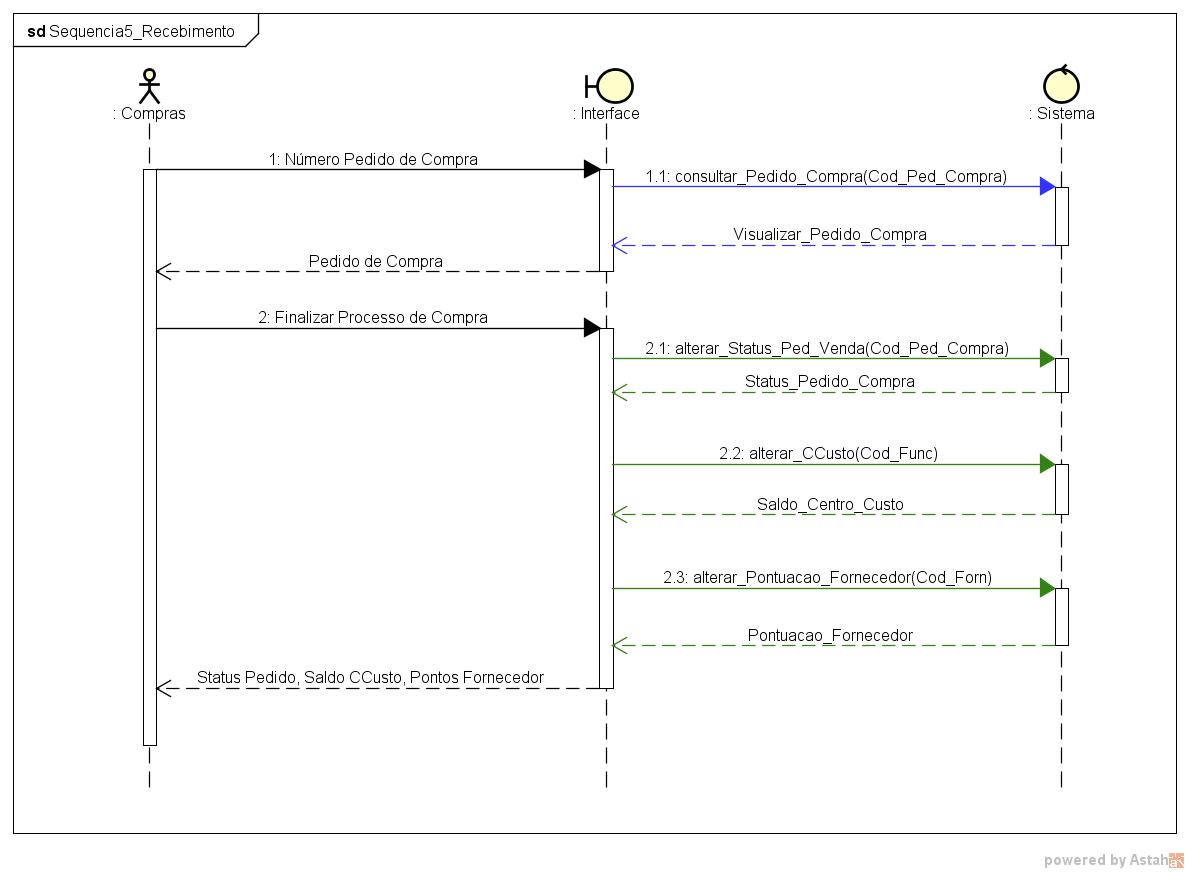 sd Sequencia5_Recebimento
: Compras
: Interface
: Sistema
1: Número Pedido de Compra
1.1: consultar_Pedido_Compra(Cod_Ped_Compra)
Visualizar_Pedido_Compra
Pedido de Compra
2: Finalizar Processo de Compra
2.1: alterar_Status_Ped_Venda(Cod_Ped_Compra)
Status_Pedido_Compra
2.2: alterar_CCusto(Cod_Func)
Saldo_Centro_Custo
2.3: alterar_Pontuacao_Fornecedor(Cod_Forn)
Pontuacao_Fornecedor
Status Pedido, Saldo CCusto, Pontos Fornecedor
powered by Astah